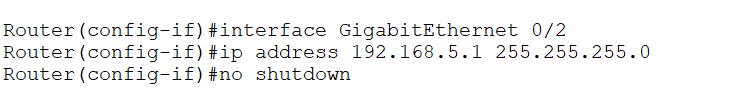 Router(config-if)#interface GigabitEthernet 0/2
Router(config-if)#ip address 192.168.5.1 255.255.255.0
Router(config-if)#no shutdown